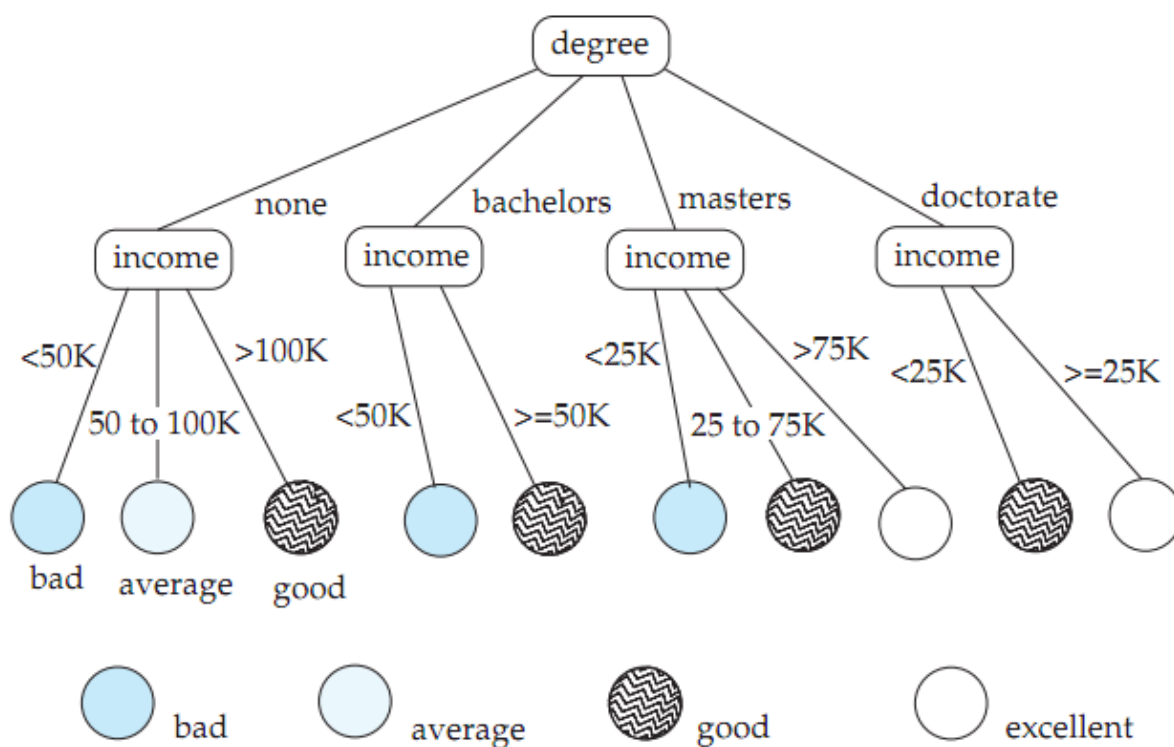 degree
none
bachelors
masters
doctorate
income
income
income
income
<50K
50 to 100K
>100K
<50K
>=50K
<25K
25 to 75K
>75K
<25K
>=25K
bad
average
good
bad
average
good
excellent